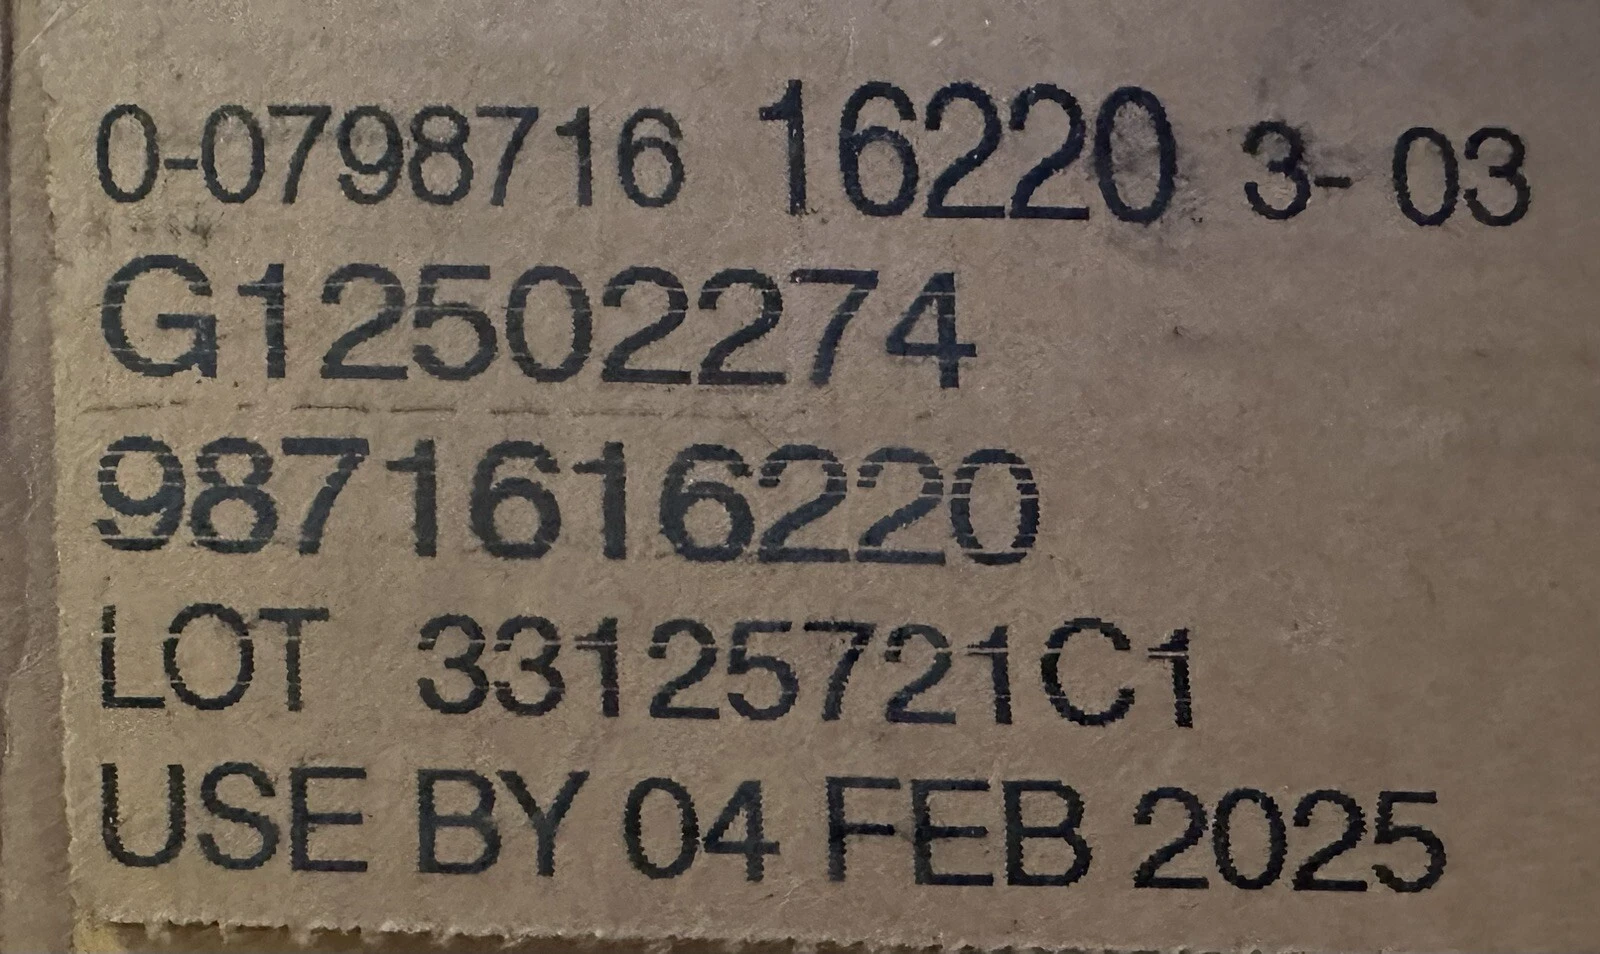 0-0798716 16220 3- 03
G12502274
9871616220
LOT 33125721C1
USE BY 04 FEB 2025